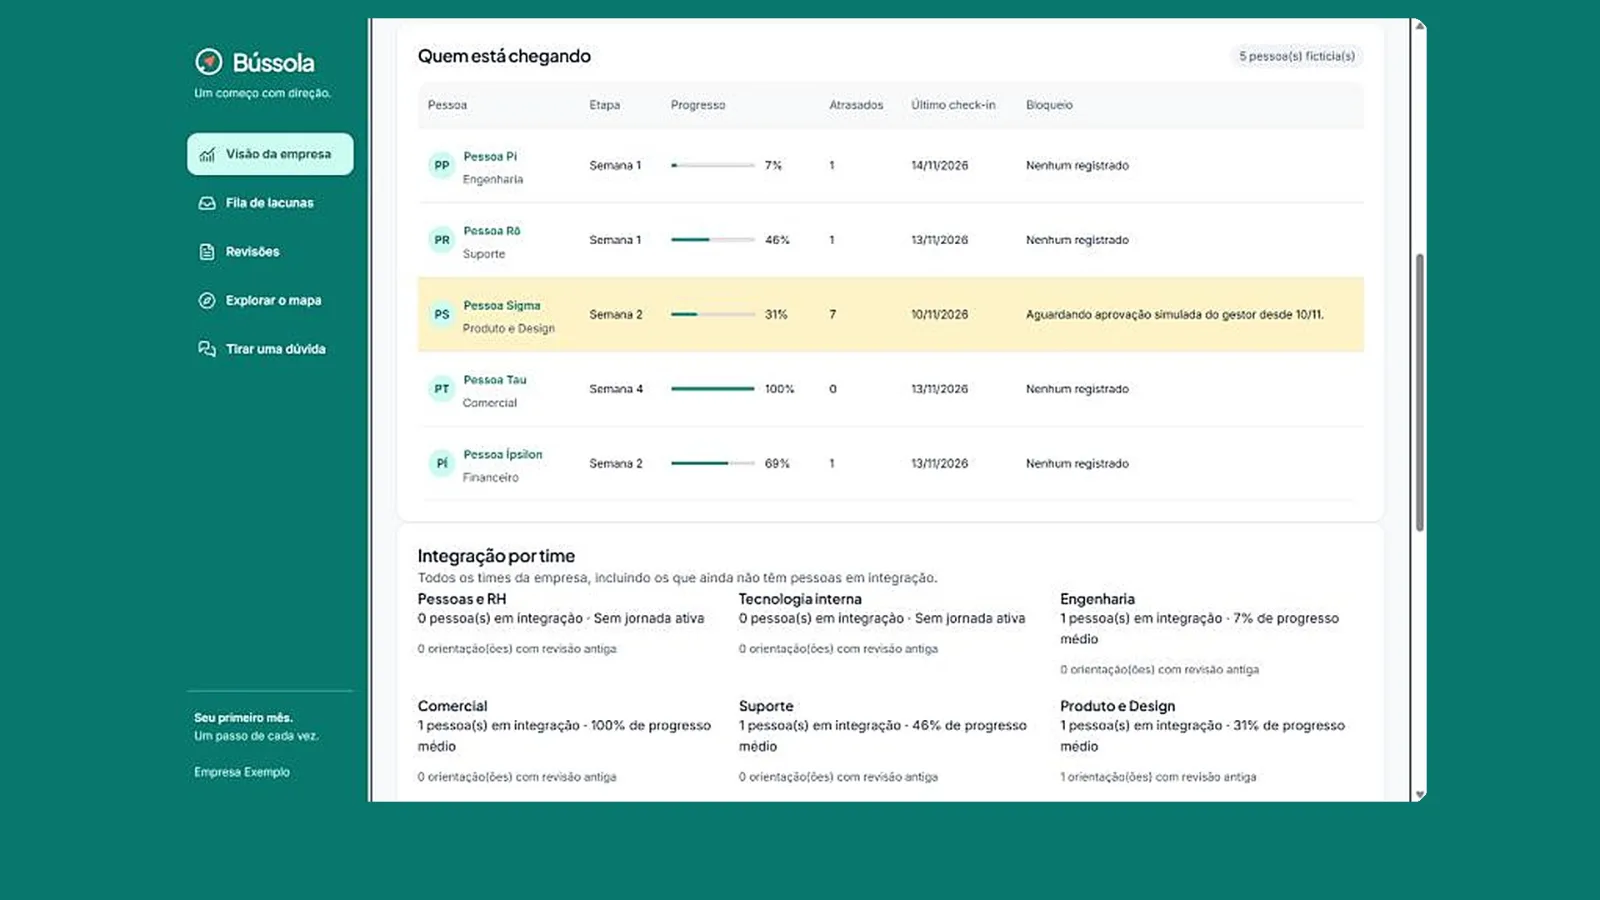 Bússola
Um começo com direção.
Visão da empresa
Fila de lacunas
Revisões
Explorar o mapa
Tirar uma dúvida
Seu primeiro mês.
Um passo de cada vez.
Empresa Exemplo
Quem está chegando
5 pessoa(s) fictícia(s)
Pessoa Etapa Progresso Atrasados Último check-in Bloqueio
PP Pessoa Pi Engenharia Semana 1 7% 1 14/11/2026 Nenhum registrado
PR Pessoa Rô Suporte Semana 1 46% 1 13/11/2026 Nenhum registrado
PS Pessoa Sigma Produto e Design Semana 2 31% 7 10/11/2026 Aguardando aprovação simulada do gestor desde 10/11.
PT Pessoa Tau Comercial Semana 4 100% 0 13/11/2026 Nenhum registrado
PÍ Pessoa Ípsilon Financeiro Semana 2 69% 1 13/11/2026 Nenhum registrado
Integração por time
Todos os times da empresa, incluindo os que ainda não têm pessoas em integração.
Pessoas e RH
0 pessoa(s) em integração · Sem jornada ativa
0 orientação(ões) com revisão antiga
Tecnologia interna
0 pessoa(s) em integração · Sem jornada ativa
0 orientação(ões) com revisão antiga
Engenharia
1 pessoa(s) em integração · 7% de progresso
médio
0 orientação(ões) com revisão antiga
Comercial
1 pessoa(s) em integração · 100% de progresso
médio
0 orientação(ões) com revisão antiga
Suporte
1 pessoa(s) em integração · 46% de progresso
médio
0 orientação(ões) com revisão antiga
Produto e Design
1 pessoa(s) em integração · 31% de progresso
médio
1 orientação(ões) com revisão antiga